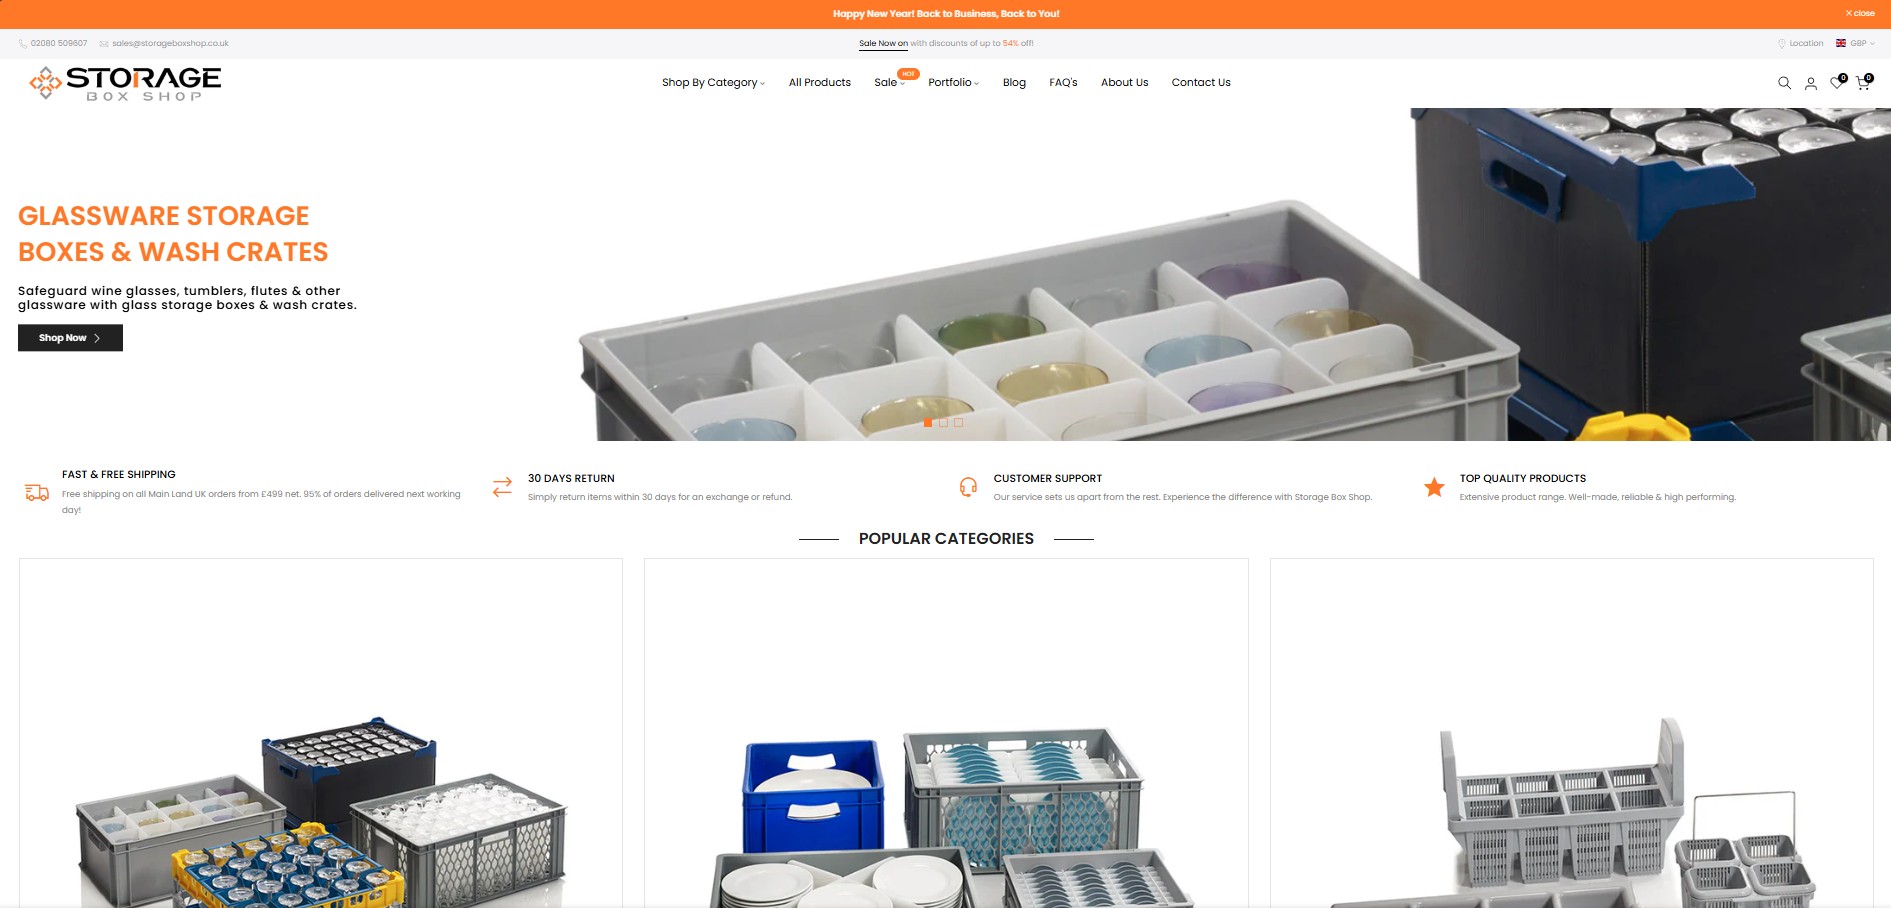 Happy New Year! Back to Business, Back to You!
close
02080 509607
sales@storageboxshop.co.uk
Sale Now on with discounts of up to 54% off!
Location
GBP
STORAGE
BOX SHOP
Shop By Category
All Products
Sale
HOT
Portfolio
Blog
FAQ's
About Us
Contact Us
0
0
GLASSWARE STORAGE
BOXES & WASH CRATES
Safeguard wine glasses, tumblers, flutes & other
glassware with glass storage boxes & wash crates.
Shop Now
FAST & FREE SHIPPING
Free shipping on all Main Land UK orders from £499 net. 95% of orders delivered next working
day!
30 DAYS RETURN
Simply return items within 30 days for an exchange or refund.
CUSTOMER SUPPORT
Our service sets us apart from the rest. Experience the difference with Storage Box Shop.
TOP QUALITY PRODUCTS
Extensive product range. Well-made, reliable & high performing.
POPULAR CATEGORIES